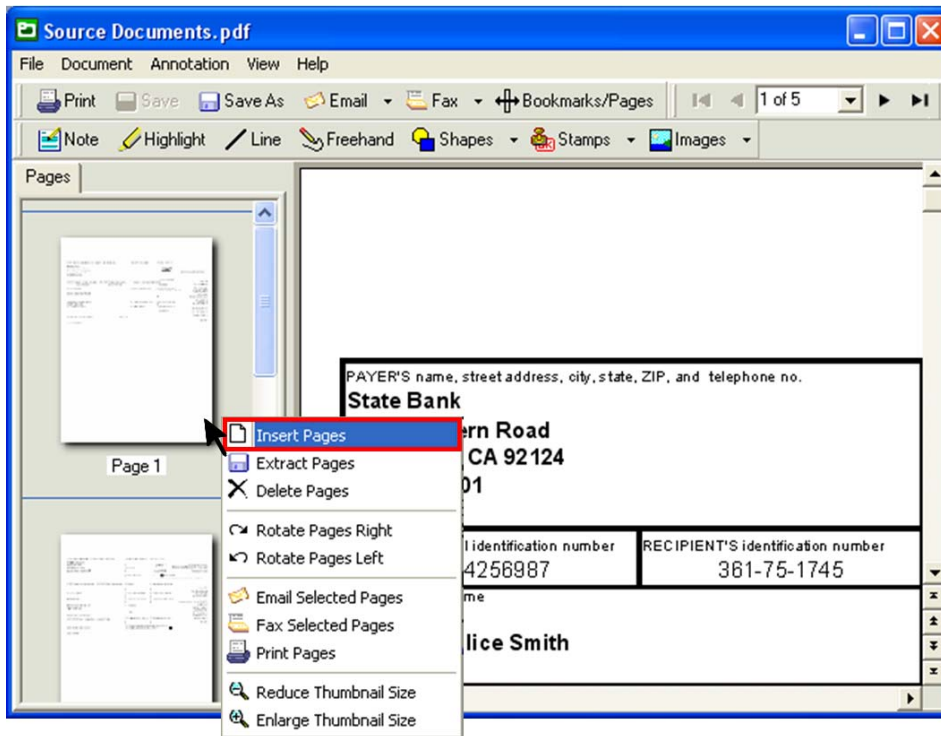 Source Documents.pdf
File Document Annotation View Help
Print Save Save As Email Fax Bookmarks/Pages 1 of 5
Note Highlight Line Freehand Shapes Stamps Images
Pages
Page 1
Insert Pages
Extract Pages
Delete Pages
Rotate Pages Right
Rotate Pages Left
Email Selected Pages
Fax Selected Pages
Print Pages
Reduce Thumbnail Size
Enlarge Thumbnail Size
PAYER'S name, street address, city, state, ZIP, and telephone no.
State Bank
ern Road
CA 92124
01
identification number RECIPIENT'S identification number
4256987 361-75-1745
me
lice Smith